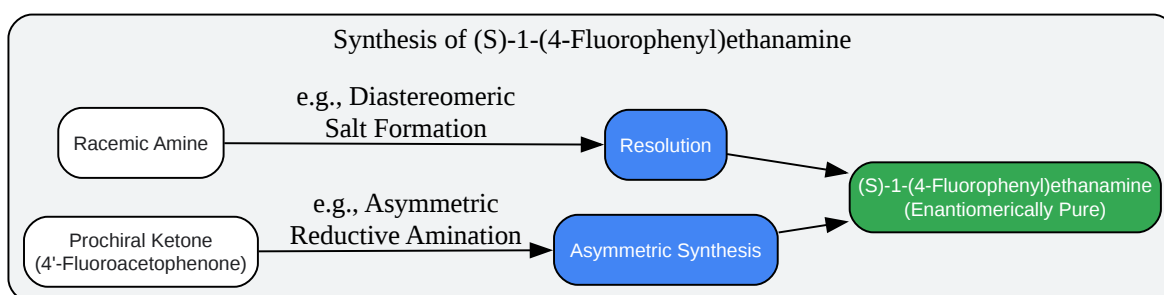 Synthesis of (S)-1-(4-Fluorophenyl)ethanamine
e.g., Diastereomeric
Salt Formation
Racemic Amine
Resolution
(S)-1-(4-Fluorophenyl)ethanamine
(Enantiomerically Pure)
e.g., Asymmetric
Reductive Amination
Prochiral Ketone
(4'-Fluoroacetophenone)
Asymmetric Synthesis